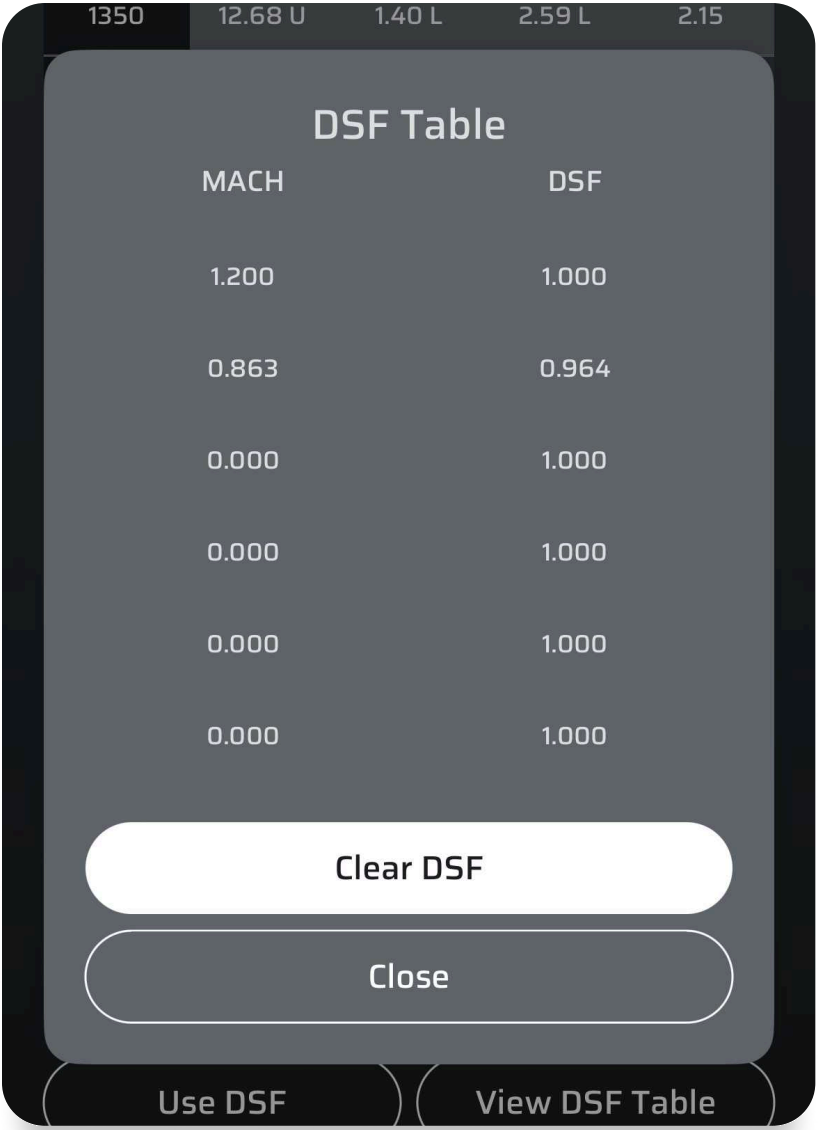 1350 12.68 U 1.40 L 2.59 L 2.15
DSF Table
MACH DSF
1.200 1.000
0.863 0.964
0.000 1.000
0.000 1.000
0.000 1.000
0.000 1.000
Clear DSF
Close
Use DSF View DSF Table